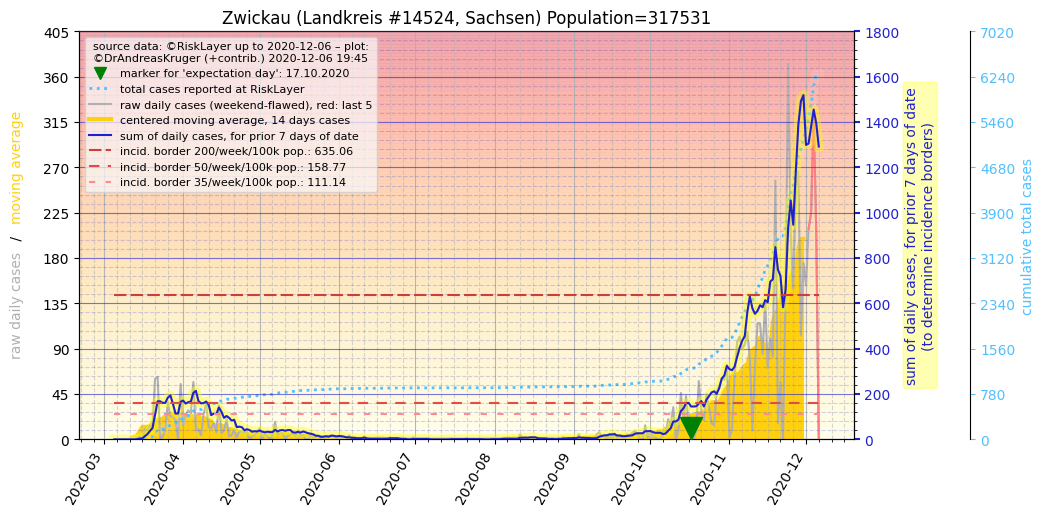 Zwickau (Landkreis #14524, Sachsen) Population=317531
source data: ©RiskLayer up to 2020-12-06 – plot:
©DrAndreasKruger (+contrib.) 2020-12-06 19:45
marker for 'expectation day': 17.10.2020
total cases reported at RiskLayer
raw daily cases (weekend-flawed), red: last 5
centered moving average, 14 days cases
sum of daily cases, for prior 7 days of date
incid. border 200/week/100k pop.: 635.06
incid. border 50/week/100k pop.: 158.77
incid. border 35/week/100k pop.: 111.14
raw daily cases / moving average
405
360
315
270
225
180
135
90
45
0
2020-03
2020-04
2020-05
2020-06
2020-07
2020-08
2020-09
2020-10
2020-11
2020-12
1800
1600
1400
1200
1000
800
600
400
200
0
sum of daily cases, for prior 7 days of date
(to determine incidence borders)
7020
6240
5460
4680
3900
3120
2340
1560
780
0
cumulative total cases